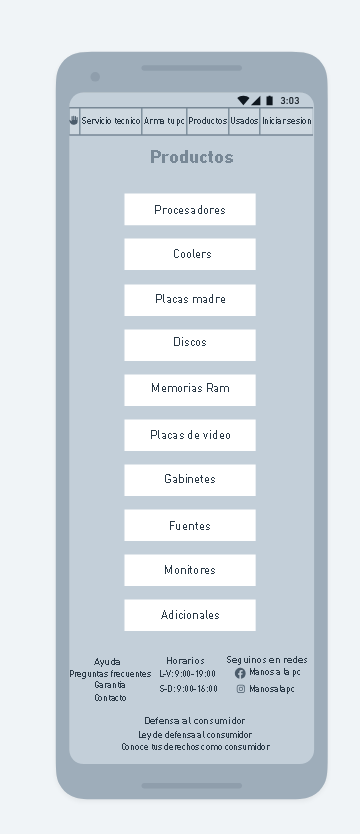 3:03
Servicio tecnico Arma tu pc Productos Usados Iniciar sesion
Productos
Procesadores
Coolers
Placas madre
Discos
Memorias Ram
Placas de video
Gabinetes
Fuentes
Monitores
Adicionales
Ayuda
Preguntas frecuentes
Garantia
Contacto
Horarios
L-V: 9:00-19:00
S-D: 9:00-16:00
Seguinos en redes
Manos a la pc
Manosalapc
Defensa al consumidor
Ley de defensa al consumidor
Conoce tus derechos como consumidor